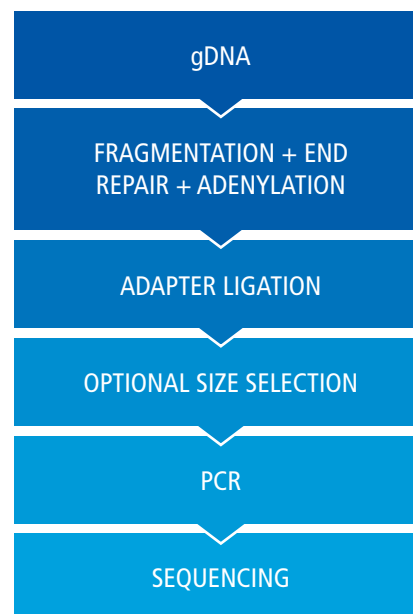 gDNA
FRAGMENTATION + END
REPAIR + ADENYLATION
ADAPTER LIGATION
OPTIONAL SIZE SELECTION
PCR
SEQUENCING